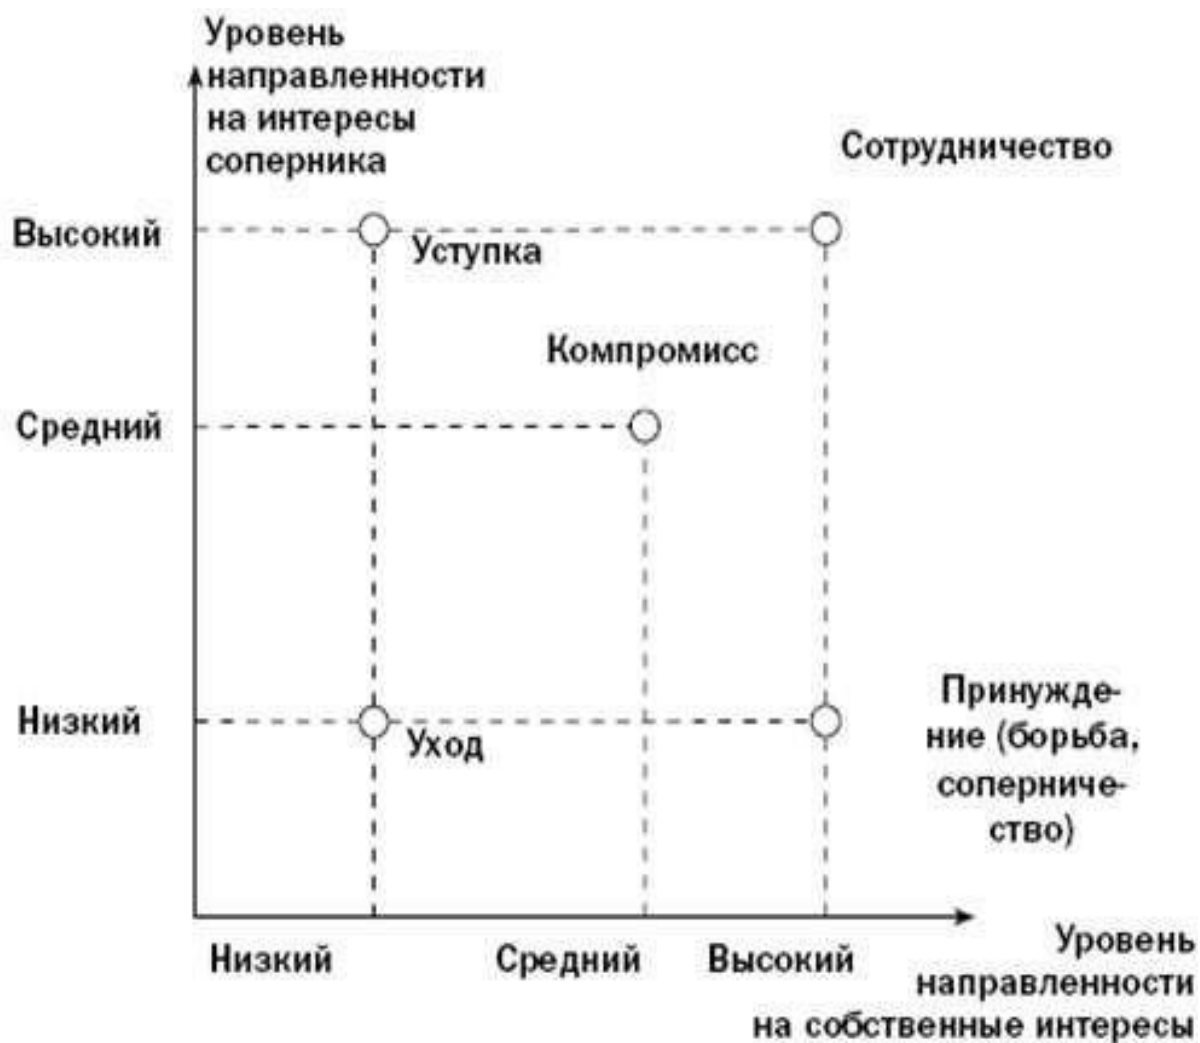 Уровень
направленности
на интересы
соперника
Сотрудничество
Высокий
Уступка
Компромисс
Средний
Принужде-
ние (борьба,
соперниче-
ство)
Низкий
Уход
Низкий
Средний
Высокий
Уровень
направленности
на собственные интересы